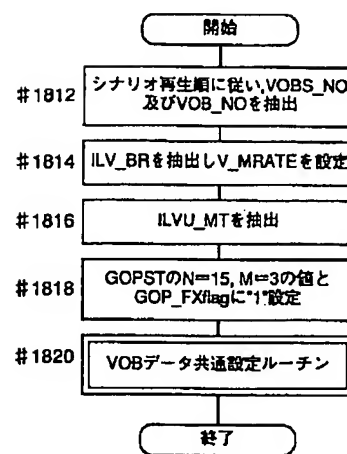 開始
#1812
シナリオ再生順に従い,VOBS_NO
及びVOB_NOを抽出
#1814
ILV_BRを抽出しV_MRATEを設定
#1816
ILVU_MTを抽出
#1818
GOPSTのN=15, M=3の値と
GOP_FXflagに"1"設定
#1820
VOBデータ共通設定ルーチン
終了